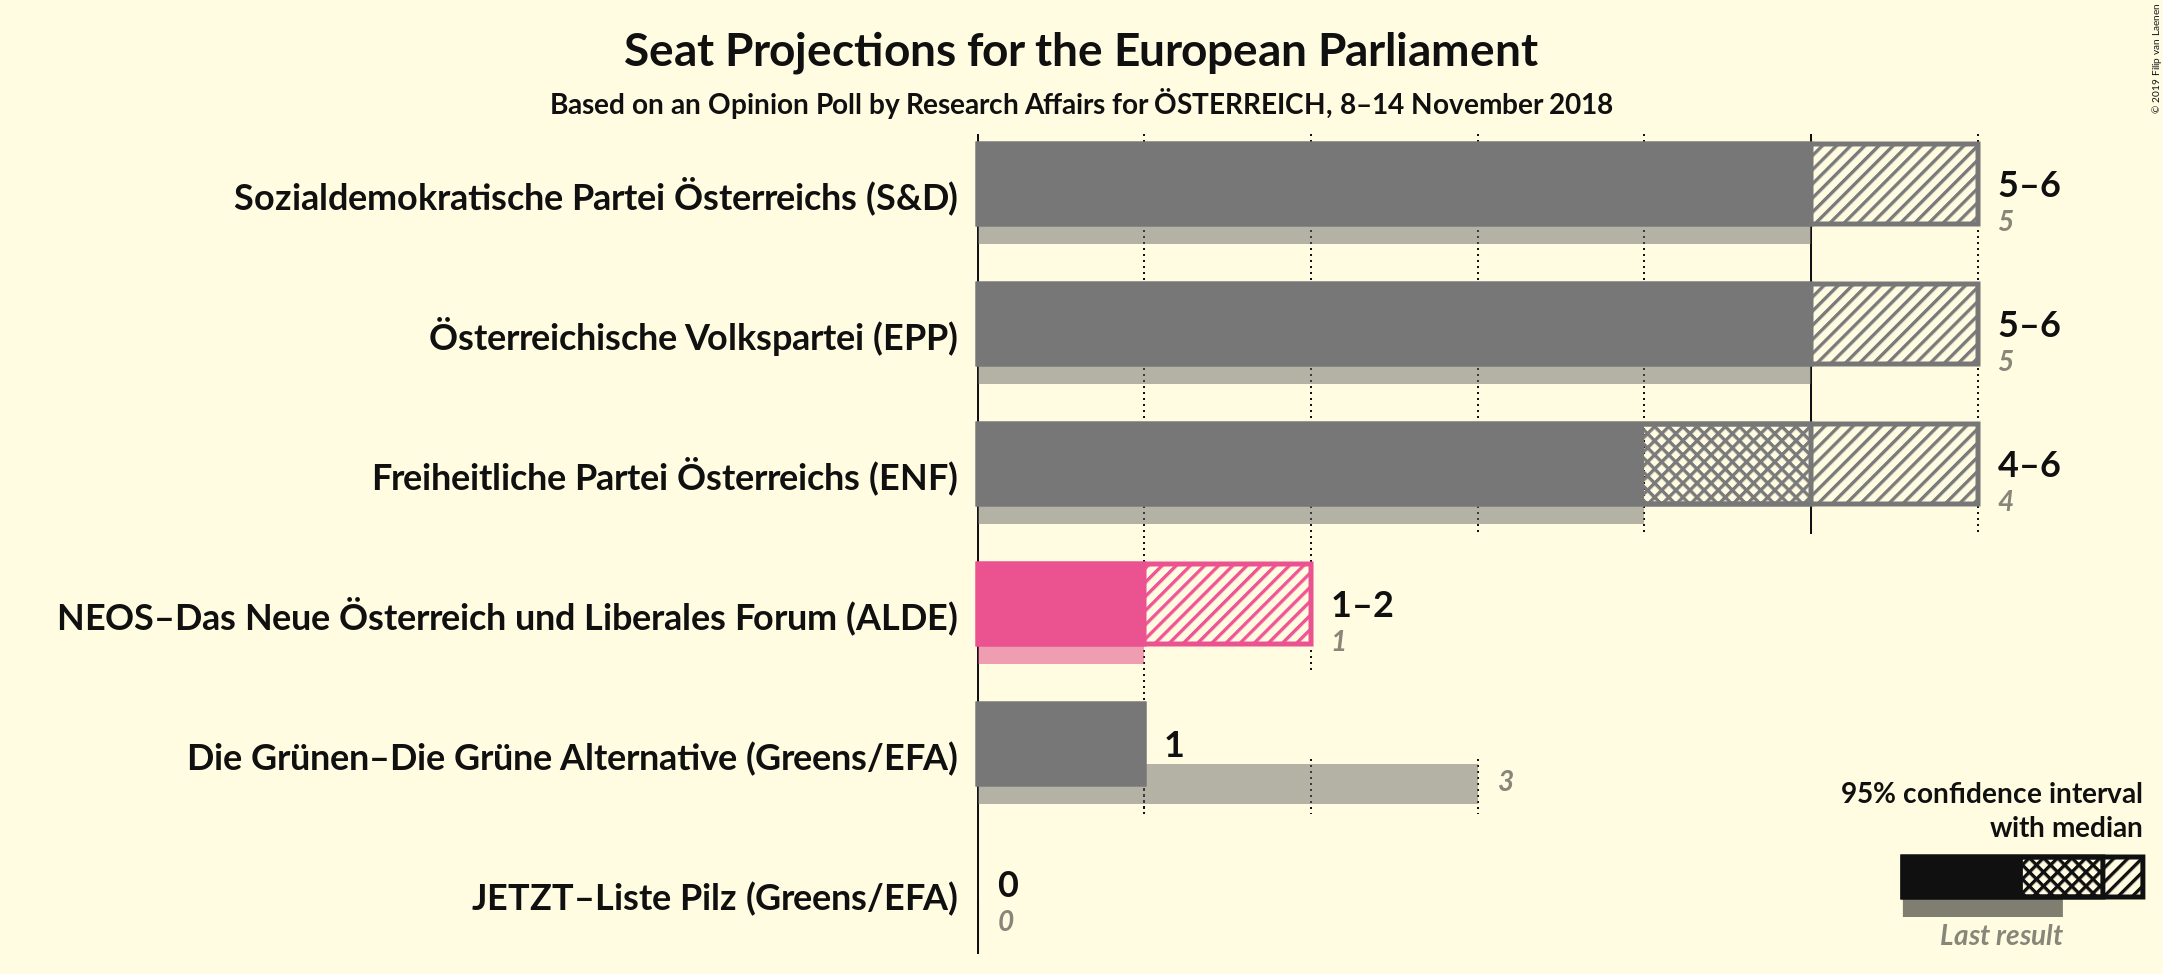 Seat Projections for the European Parliament
Based on an Opinion Poll by Research Affairs for ÖSTERREICH, 8–14 November 2018
© 2019 Filip van Laenen
Sozialdemokratische Partei Österreichs (S&D)
5–6
5
Österreichische Volkspartei (EPP)
5–6
5
Freiheitliche Partei Österreichs (ENF)
4–6
4
NEOS–Das Neue Österreich und Liberales Forum (ALDE)
1–2
1
Die Grünen–Die Grüne Alternative (Greens/EFA)
1
3
JETZT–Liste Pilz (Greens/EFA)
0
0
95% confidence interval
with median
Last result